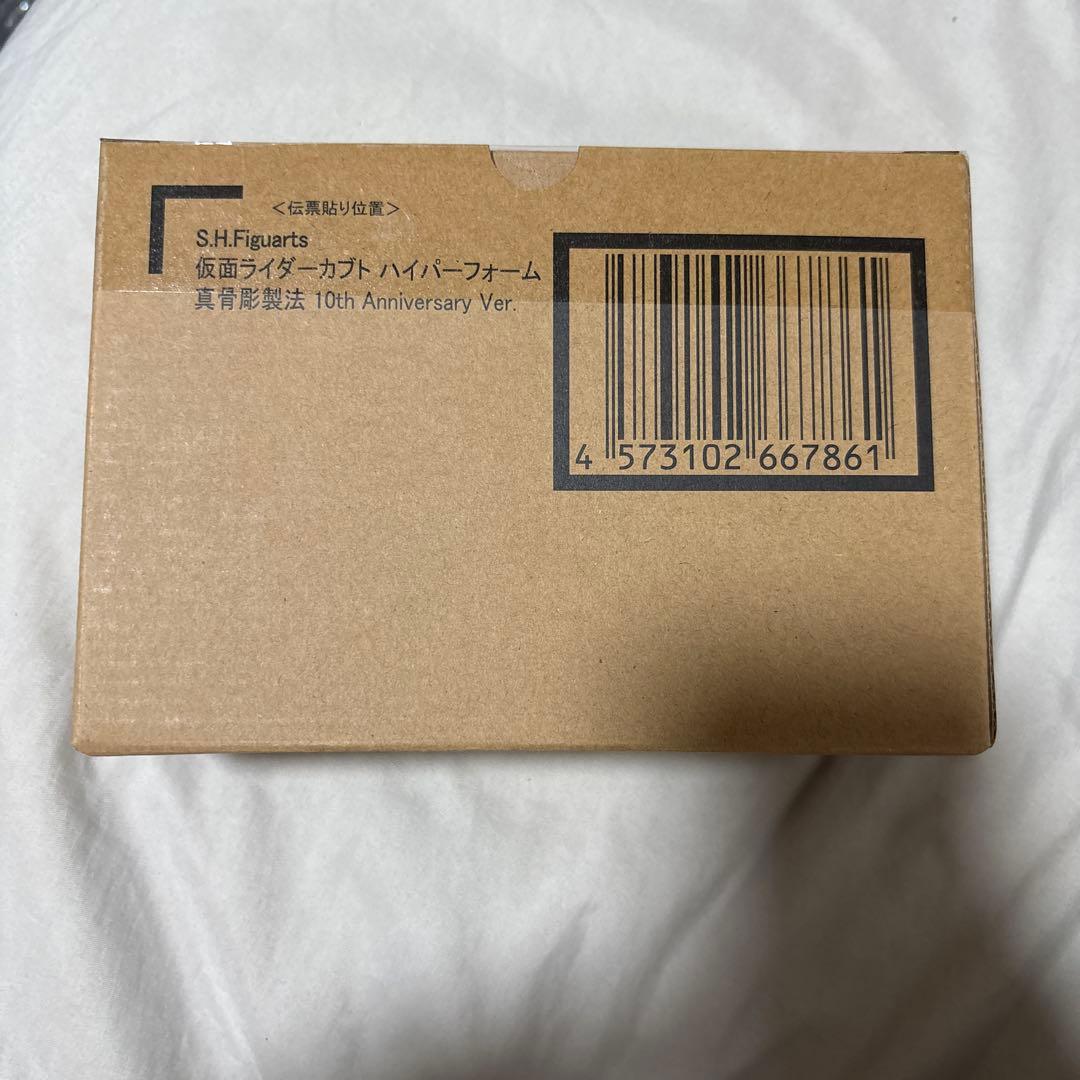 <伝票貼り位置>
S.H.Figuarts
仮面ライダーカブト ハイパーフォーム
真骨彫製法 10th Anniversary Ver.
4 573102 667861